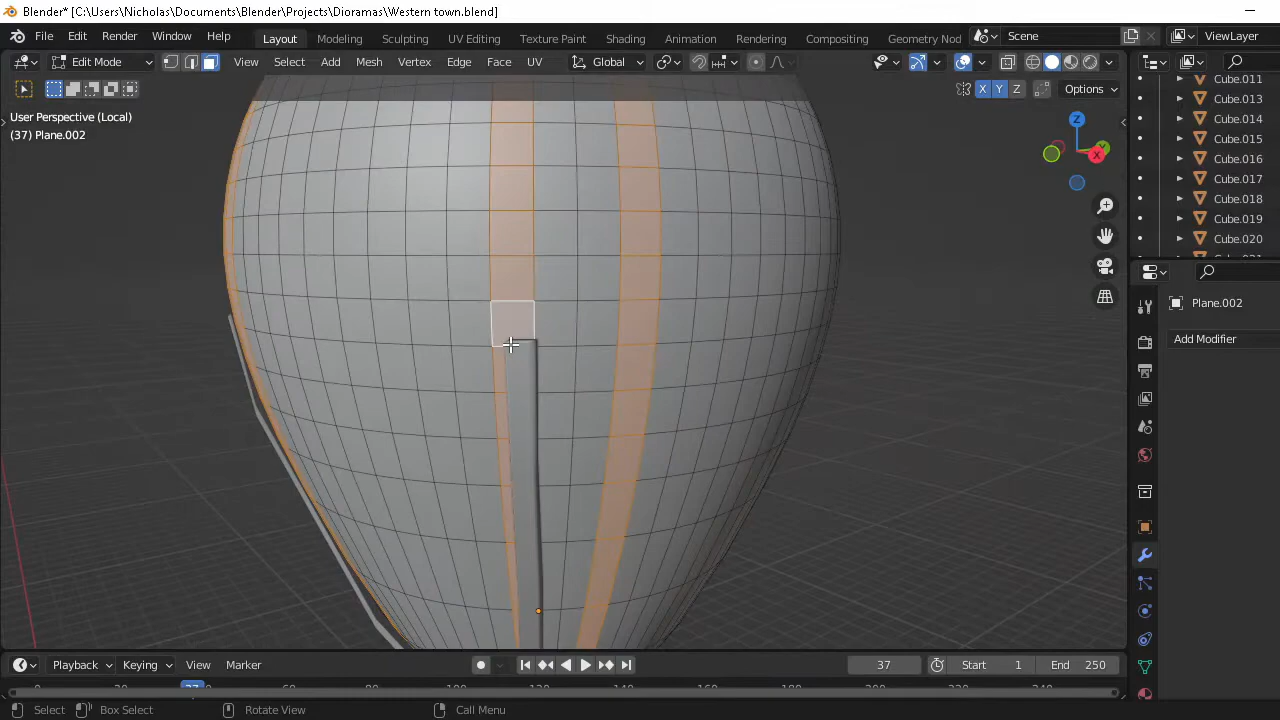 Blender* [C:\Users\Nicholas\Documents\Blender\Projects\Dioramas\Western town.blend]
File Edit Render Window Help Layout Modeling Sculpting UV Editing Texture Paint Shading Animation Rendering Compositing Geometry Nod Scene ViewLayer
Edit Mode View Select Add Mesh Vertex Edge Face UV Global
X Y Z Options
User Perspective (Local)
(37) Plane.002
Z
X
Cube.011
Cube.013
Cube.014
Cube.015
Cube.016
Cube.017
Cube.018
Cube.019
Cube.020
Plane.002
Add Modifier
Playback Keying View Marker 37 Start 1 End 250
37
Select Box Select Rotate View Call Menu